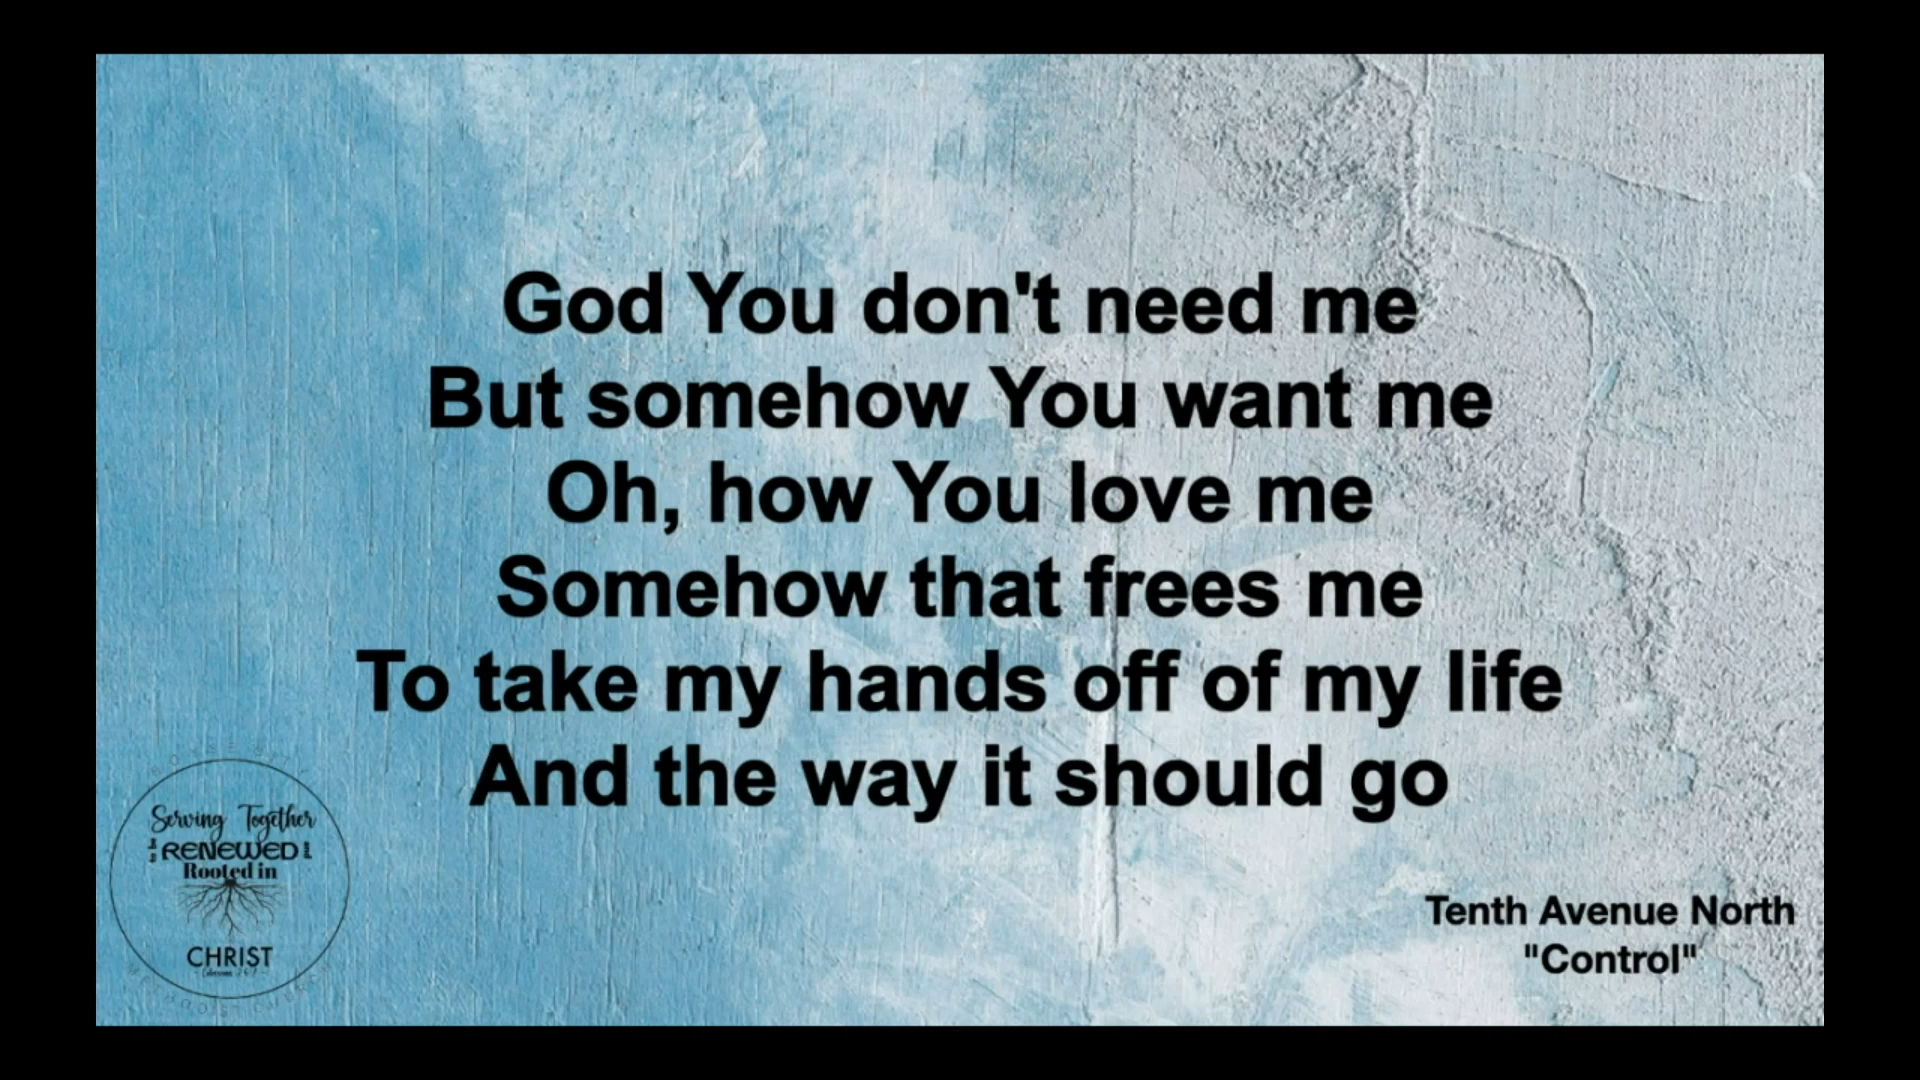 God You don't need me
But somehow You want me
Oh, how You love me
Somehow that frees me
To take my hands off of my life
And the way it should go
Serving Together
RENEWED
Rooted in
CHRIST
Tenth Avenue North
"Control"